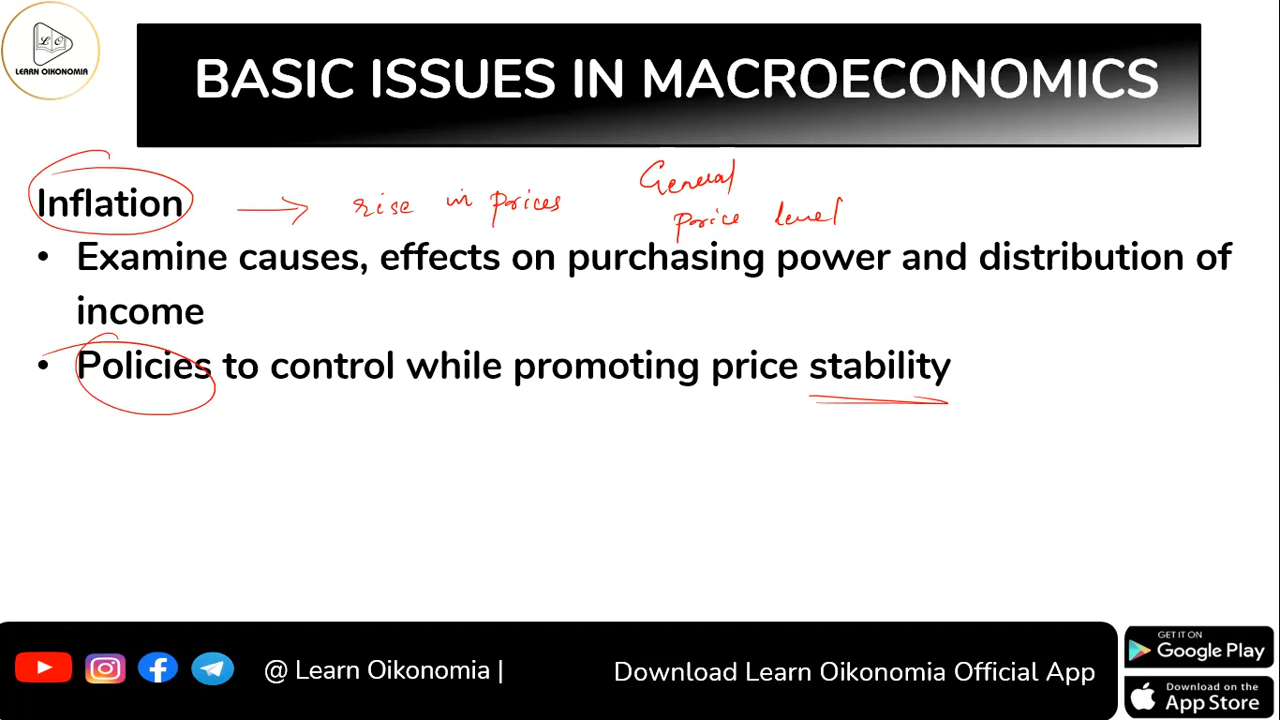 LO
LEARN OIKONOMIA
BASIC ISSUES IN MACROECONOMICS
Inflation → rise in prices General
price level
• Examine causes, effects on purchasing power and distribution of
income
• Policies to control while promoting price stability
@ Learn Oikonomia |
Download Learn Oikonomia Official App
GET IT ON
Google Play
Download on the
App Store